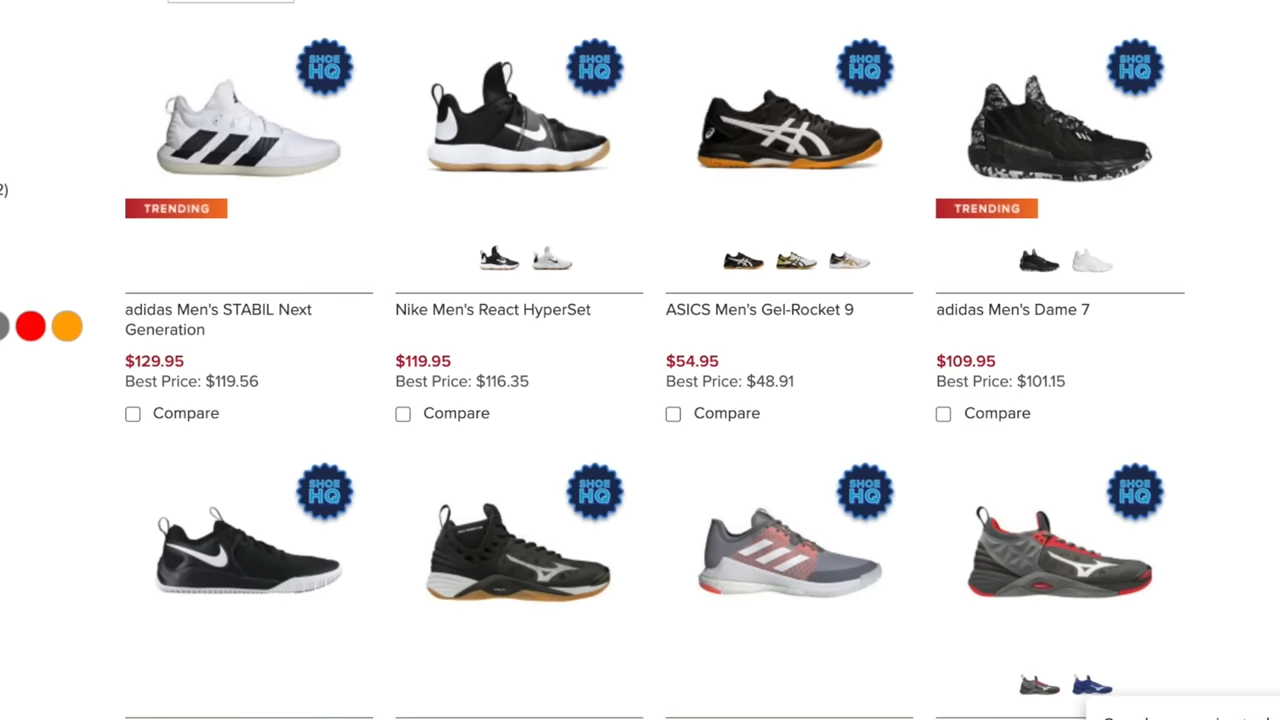 SHOE HQ
SHOE HQ
SHOE HQ
SHOE HQ
2)
TRENDING
TRENDING
adidas Men's STABIL Next
Generation
Nike Men's React HyperSet
ASICS Men's Gel-Rocket 9
adidas Men's Dame 7
$129.95
$119.95
$54.95
$109.95
Best Price: $119.56
Best Price: $116.35
Best Price: $48.91
Best Price: $101.15
Compare
Compare
Compare
Compare
SHOE HQ
SHOE HQ
SHOE HQ
SHOE HQ